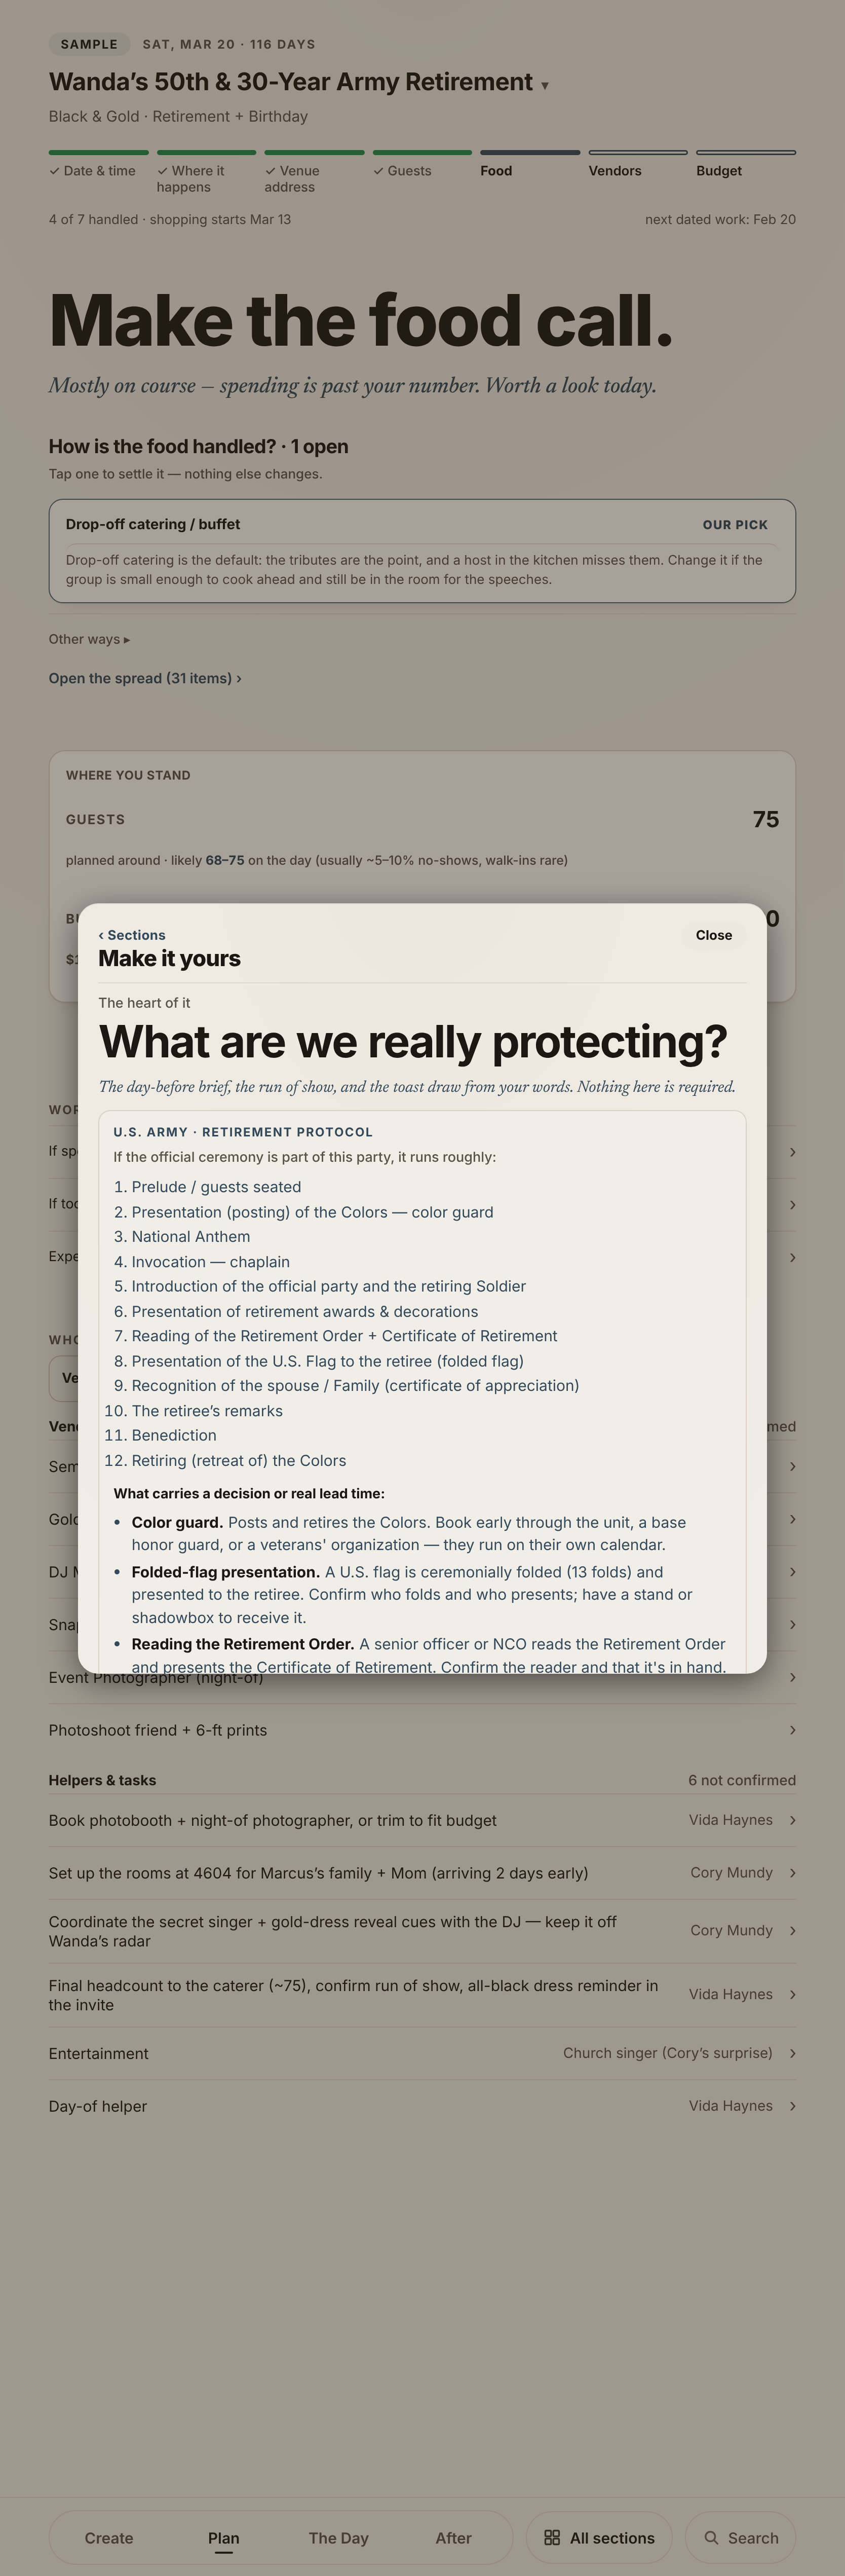 SAMPLE SAT, MAR 20 · 116 DAYS
Wanda’s 50th & 30-Year Army Retirement ▾
Black & Gold · Retirement + Birthday
✓ Date & time
✓ Where it
happens
✓ Venue
address
✓ Guests
Food
Vendors
Budget
4 of 7 handled · shopping starts Mar 13
next dated work: Feb 20
Make the food call.
Mostly on course — spending is past your number. Worth a look today.
How is the food handled? · 1 open
Tap one to settle it — nothing else changes.
Drop-off catering / buffet
OUR PICK
Drop-off catering is the default: the tributes are the point, and a host in the kitchen misses them. Change it if the
group is small enough to cook ahead and still be in the room for the speeches.
Other ways ▸
Open the spread (31 items) ›
WHERE YOU STAND
GUESTS
75
planned around · likely 68–75 on the day (usually ~5–10% no-shows, walk-ins rare)
‹ Sections
Close
Make it yours
The heart of it
What are we really protecting?
The day-before brief, the run of show, and the toast draw from your words. Nothing here is required.
U.S. ARMY · RETIREMENT PROTOCOL
If the official ceremony is part of this party, it runs roughly:
1. Prelude / guests seated
2. Presentation (posting) of the Colors — color guard
3. National Anthem
4. Invocation — chaplain
5. Introduction of the official party and the retiring Soldier
6. Presentation of retirement awards & decorations
7. Reading of the Retirement Order + Certificate of Retirement
8. Presentation of the U.S. Flag to the retiree (folded flag)
9. Recognition of the spouse / Family (certificate of appreciation)
10. The retiree’s remarks
11. Benediction
12. Retiring (retreat of) the Colors
What carries a decision or real lead time:
• Color guard. Posts and retires the Colors. Book early through the unit, a base
honor guard, or a veterans' organization — they run on their own calendar.
• Folded-flag presentation. A U.S. flag is ceremonially folded (13 folds) and
presented to the retiree. Confirm who folds and who presents; have a stand or
shadowbox to receive it.
• Reading the Retirement Order. A senior officer or NCO reads the Retirement Order
and presents the Certificate of Retirement. Confirm the reader and that it's in hand.
Event Photographer (night-of)
Photoshoot friend + 6-ft prints
Helpers & tasks
6 not confirmed
Book photobooth + night-of photographer, or trim to fit budget
Vida Haynes
Set up the rooms at 4604 for Marcus’s family + Mom (arriving 2 days early)
Cory Mundy
Coordinate the secret singer + gold-dress reveal cues with the DJ — keep it off
Wanda’s radar
Cory Mundy
Final headcount to the caterer (~75), confirm run of show, all-black dress reminder in
the invite
Vida Haynes
Entertainment
Church singer (Cory’s surprise)
Day-of helper
Vida Haynes
Create
Plan
The Day
After
All sections
Search